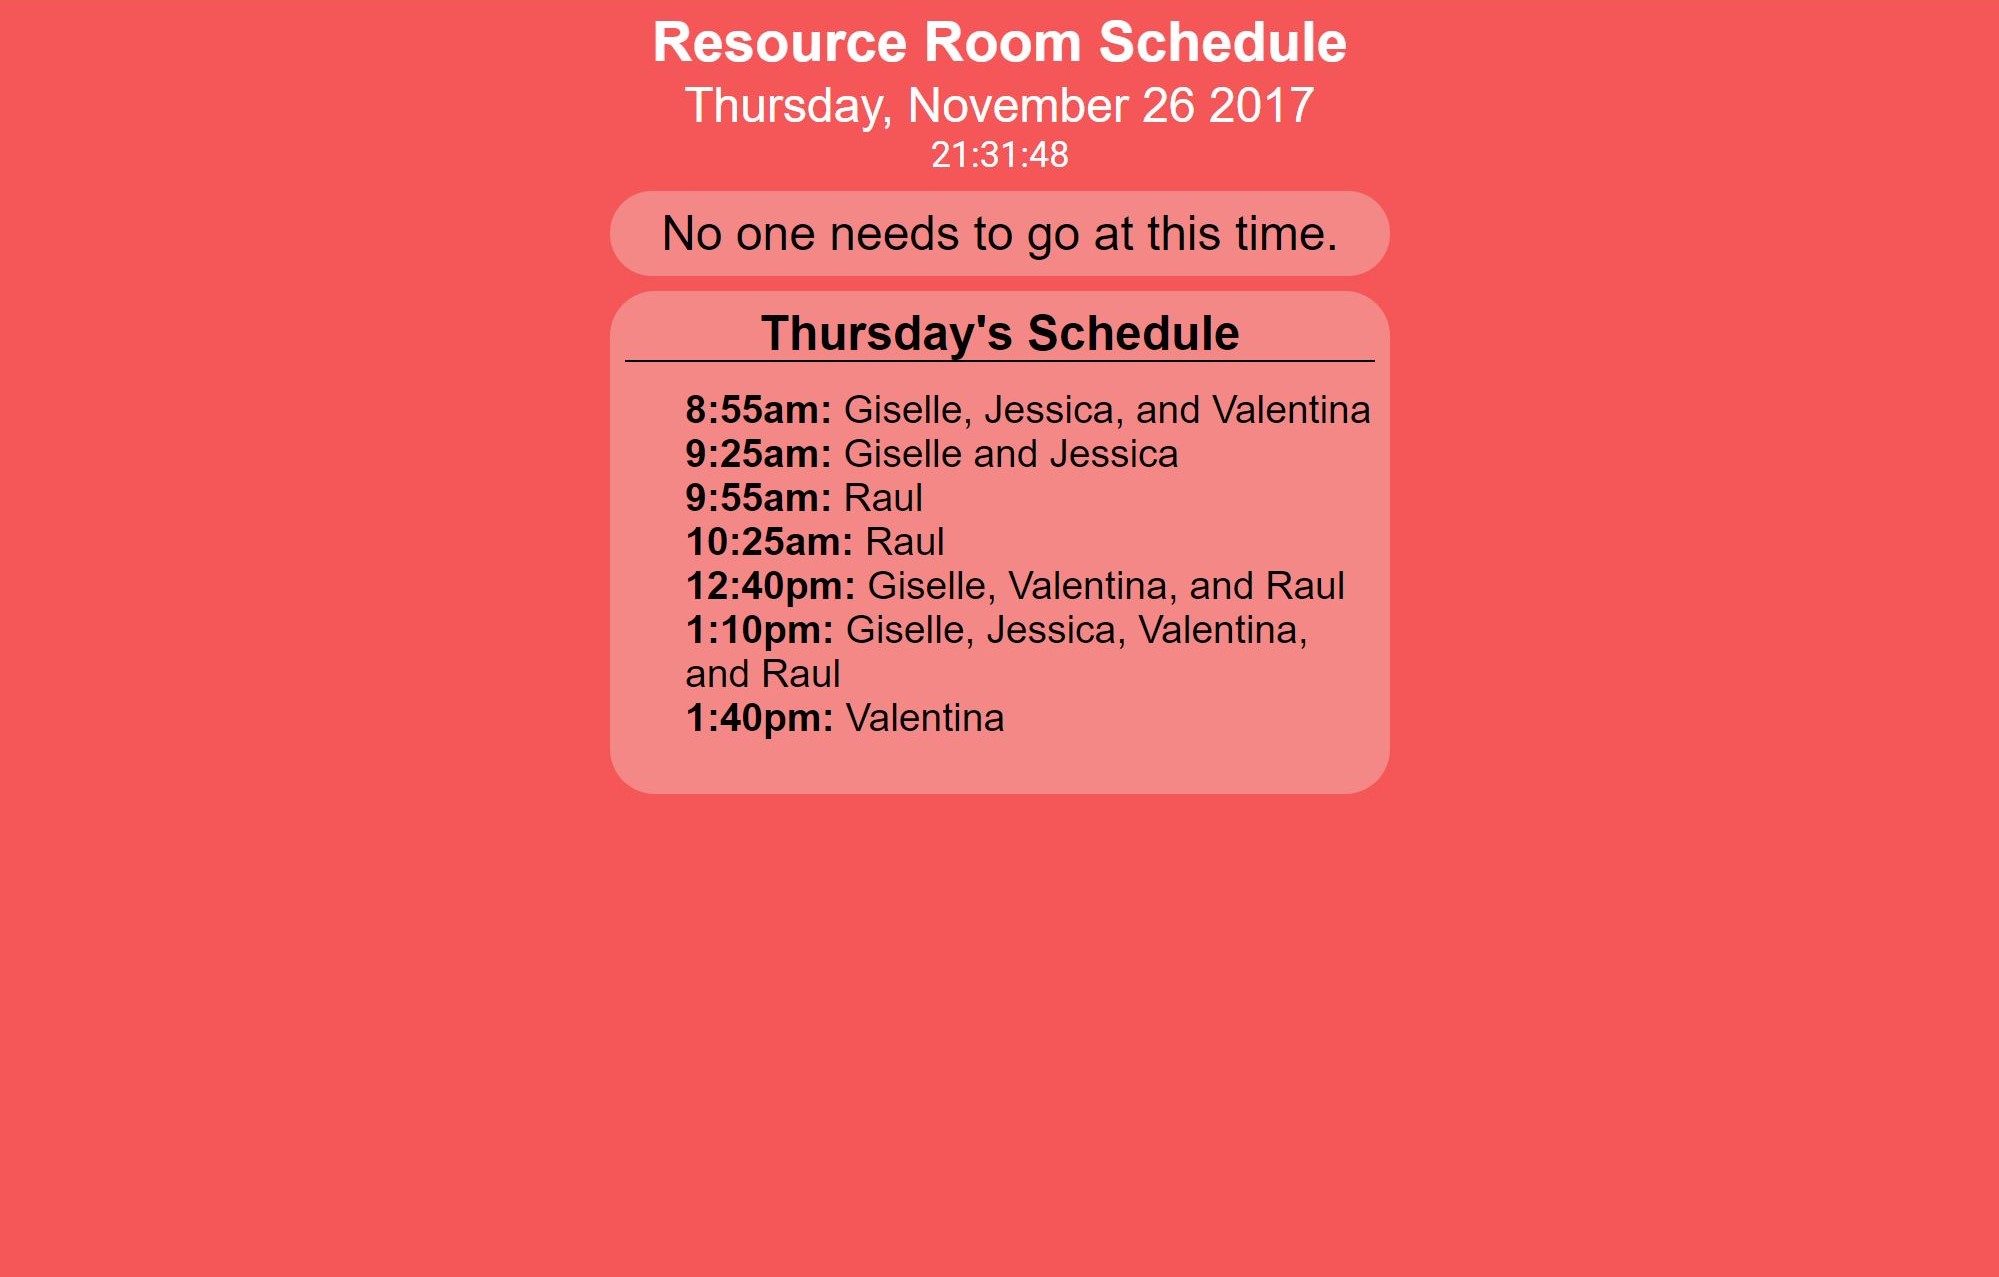 Resource Room Schedule
Thursday, November 26 2017
21:31:48
No one needs to go at this time.
Thursday's Schedule
8:55am: Giselle, Jessica, and Valentina
9:25am: Giselle and Jessica
9:55am: Raul
10:25am: Raul
12:40pm: Giselle, Valentina, and Raul
1:10pm: Giselle, Jessica, Valentina,
and Raul
1:40pm: Valentina